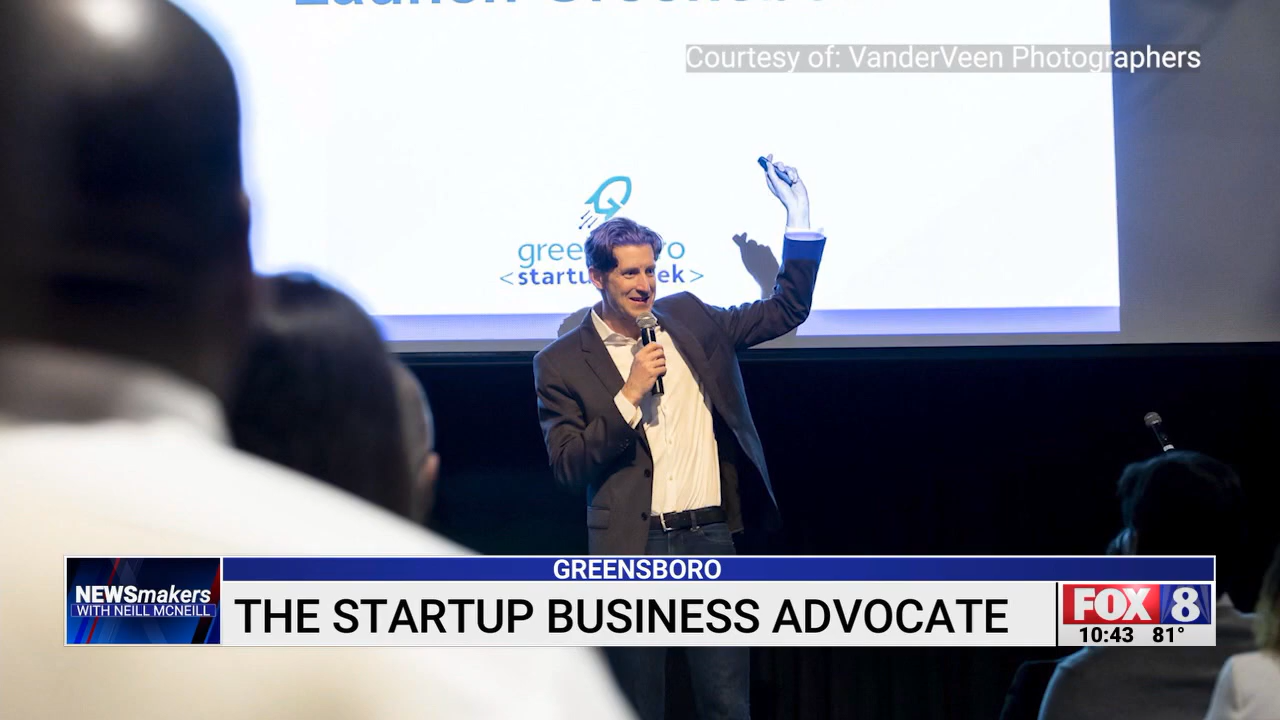 Courtesy of: VanderVeen Photographers
GREENSBORO
NEWSmakers
WITH NEILL MCNEILL
THE STARTUP BUSINESS ADVOCATE
FOX 8
10:43 81°